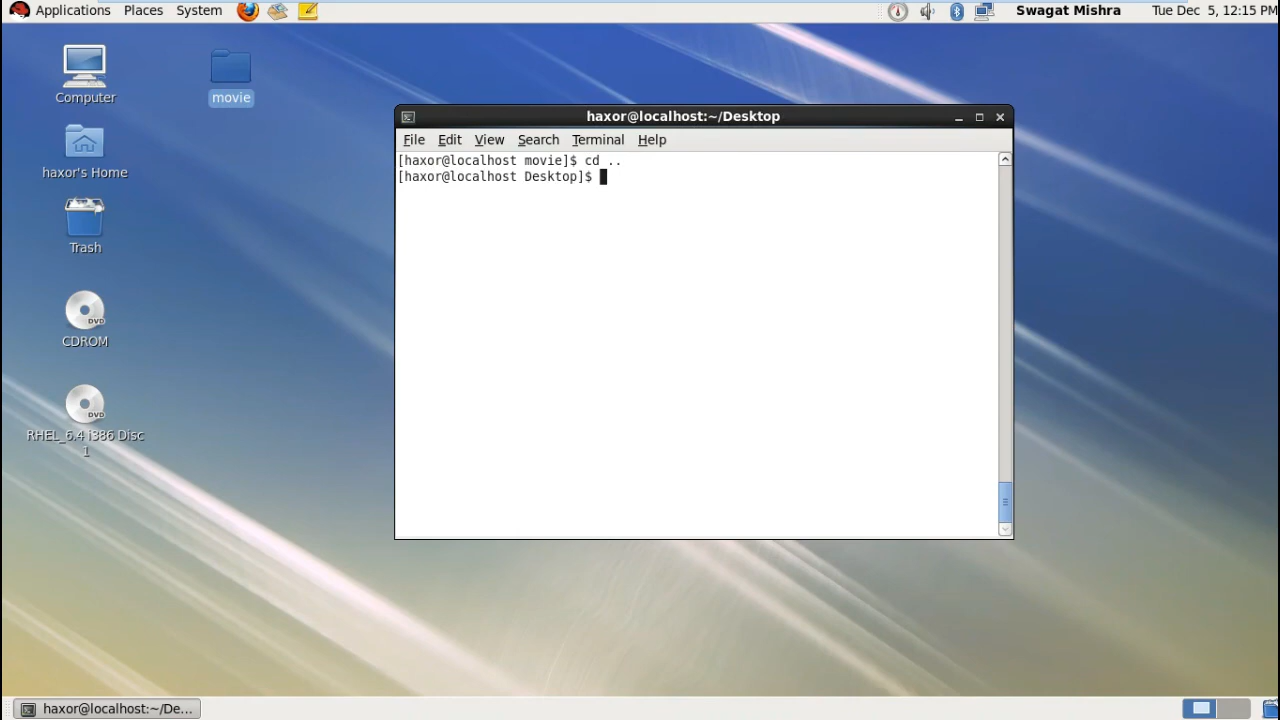 Applications Places System Swagat Mishra Tue Dec 5, 12:15 PM
Computer
movie
haxor's Home
Trash
DVD
CDROM
DVD
RHEL_6.4 i386 Disc
1
haxor@localhost:~/Desktop
File Edit View Search Terminal Help
[haxor@localhost movie]$ cd ..
[haxor@localhost Desktop]$
haxor@localhost:~/De...